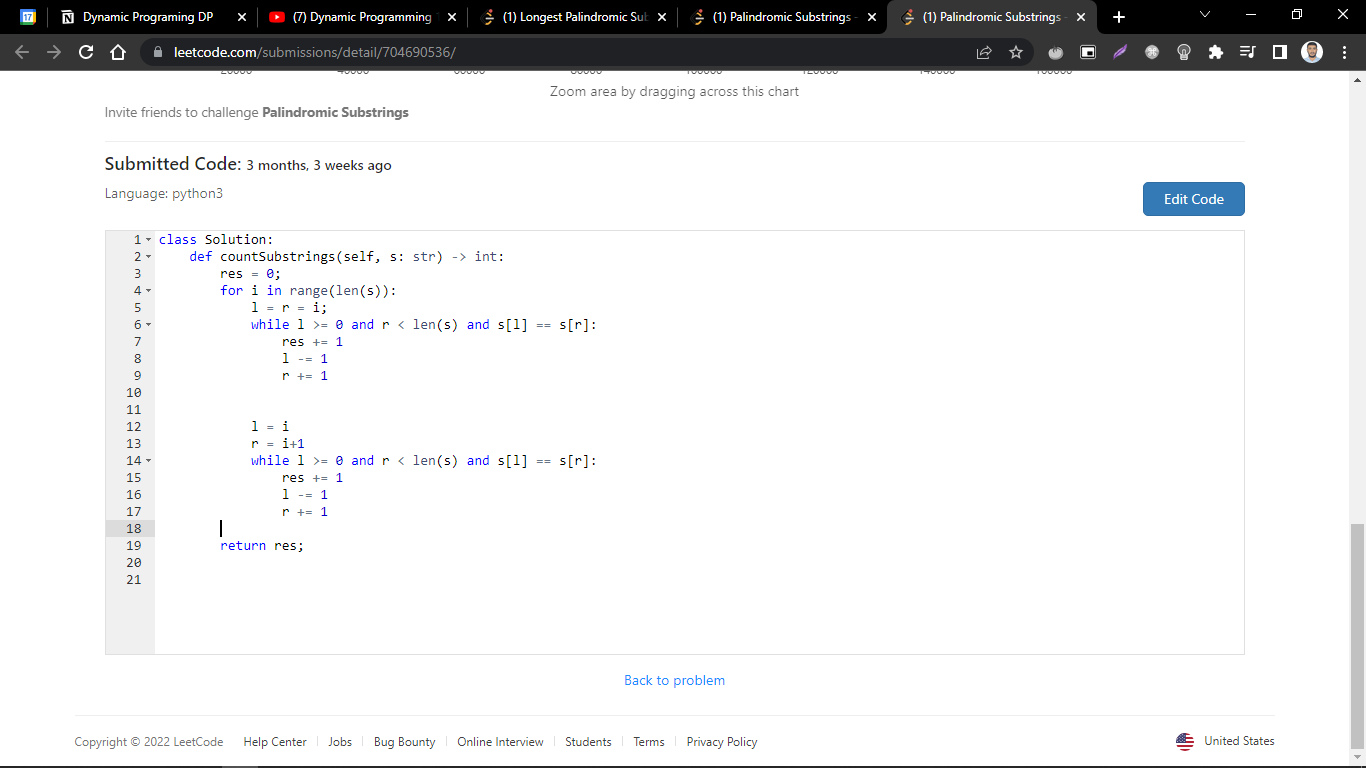 17
Dynamic Programing DP
(7) Dynamic Programming
(1) Longest Palindromic Su
(1) Palindromic Substrings -
(1) Palindromic Substrings -
leetcode.com/submissions/detail/704690536/
20000 40000 60000 80000 100000 120000 140000 160000
Zoom area by dragging across this chart
Invite friends to challenge Palindromic Substrings
Submitted Code: 3 months, 3 weeks ago
Language: python3
Edit Code
1 class Solution:
2     def countSubstrings(self, s: str) -> int:
3         res = 0;
4         for i in range(len(s)):
5             l = r = i;
6             while l >= 0 and r < len(s) and s[l] == s[r]:
7                 res += 1
8                 l -= 1
9                 r += 1
10
11
12             l = i
13             r = i+1
14             while l >= 0 and r < len(s) and s[l] == s[r]:
15                 res += 1
16                 l -= 1
17                 r += 1
18
19         return res;
20
21
Back to problem
Copyright © 2022 LeetCode Help Center Jobs Bug Bounty Online Interview Students Terms Privacy Policy United States